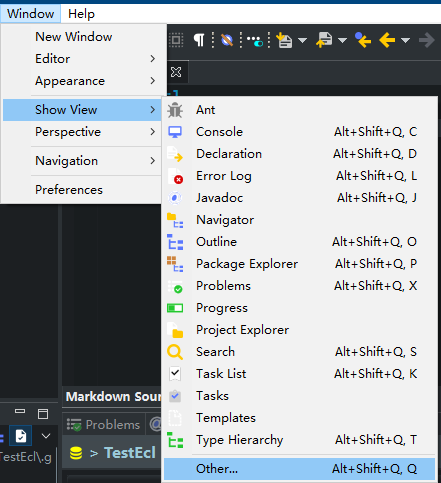 Window Help
New Window
Editor
Appearance
Show View
Perspective
Navigation
Preferences
Ant
Console Alt+Shift+Q, C
Declaration Alt+Shift+Q, D
Error Log Alt+Shift+Q, L
Javadoc Alt+Shift+Q, J
Navigator
Outline Alt+Shift+Q, O
Package Explorer Alt+Shift+Q, P
Problems Alt+Shift+Q, X
Progress
Project Explorer
Search Alt+Shift+Q, S
Task List Alt+Shift+Q, K
Tasks
Templates
Type Hierarchy Alt+Shift+Q, T
Other... Alt+Shift+Q, Q
Markdown Sour
Problems @
> TestEcl
TestEcl\.g